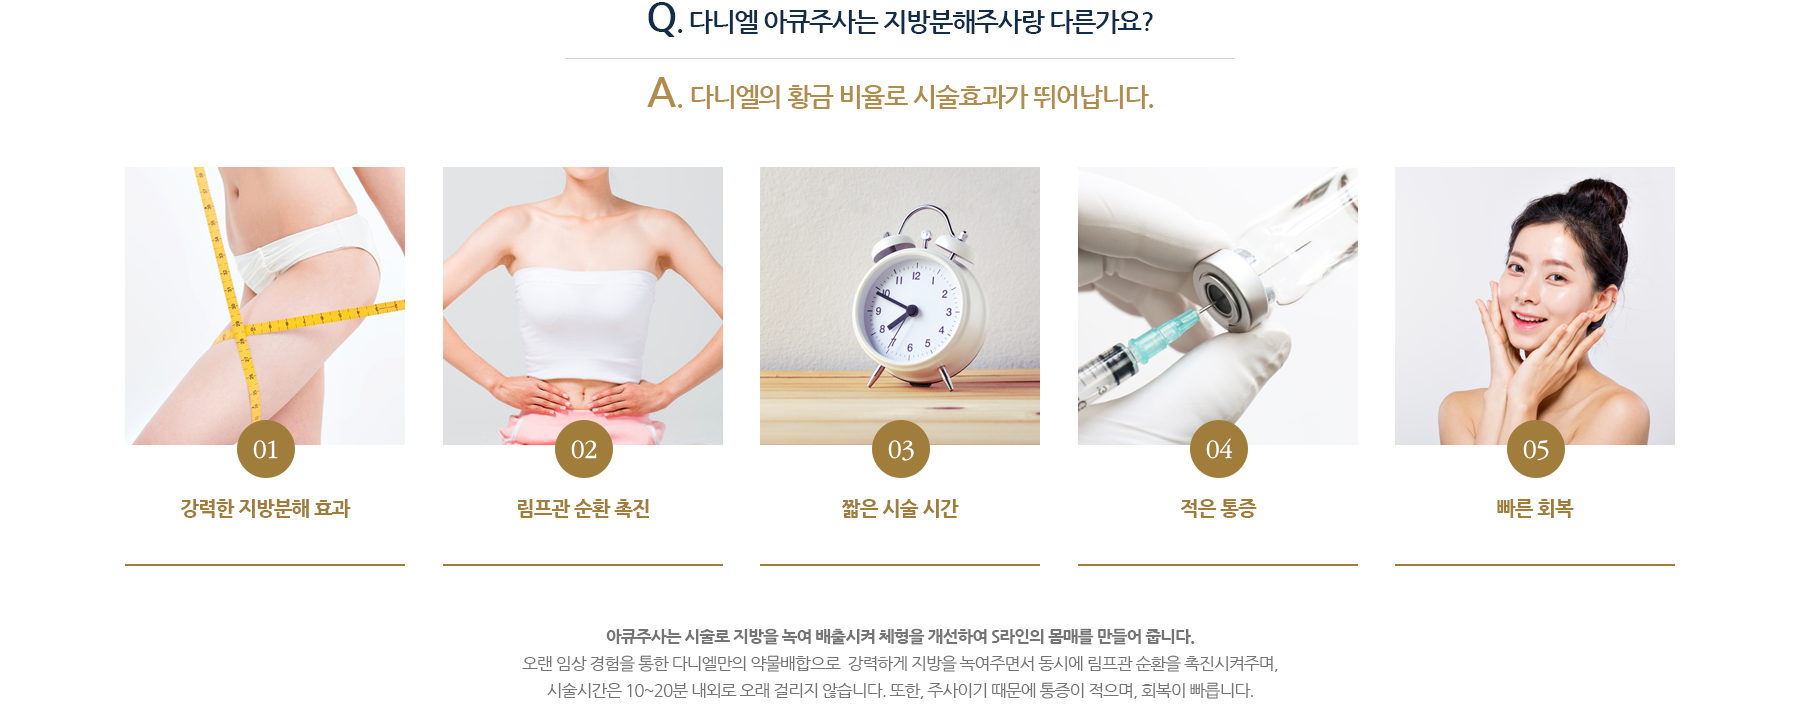 Q. 다니엘 아큐주사는 지방분해주사랑 다른가요?
A. 다니엘의 황금 비율로 시술효과가 뛰어납니다.
01
02
03
04
05
강력한 지방분해 효과
림프관 순환 촉진
짧은 시술 시간
적은 통증
빠른 회복
아큐주사는 시술로 지방을 녹여 배출시켜 체형을 개선하여 S라인의 몸매를 만들어 줍니다.
오랜 임상 경험을 통한 다니엘만의 약물배합으로 강력하게 지방을 녹여주면서 동시에 림프관 순환을 촉진시켜주며,
시술시간은 10~20분 내외로 오래 걸리지 않습니다. 또한, 주사이기 때문에 통증이 적으며, 회복이 빠릅니다.